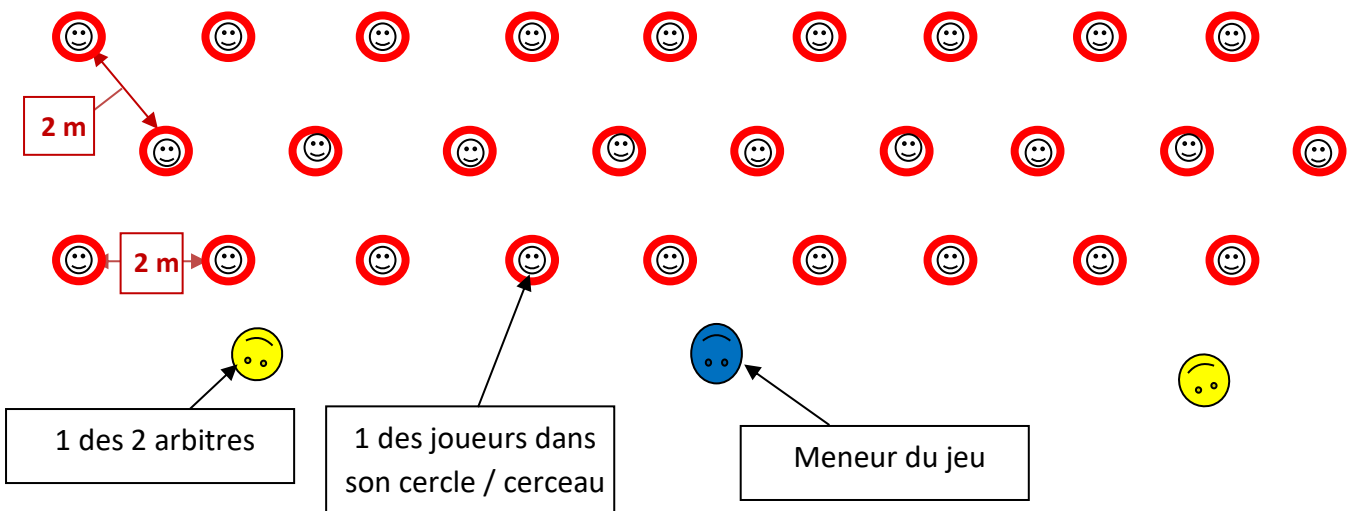 2 m
2 m
1 des 2 arbitres
1 des joueurs dans
son cercle / cerceau
Meneur du jeu